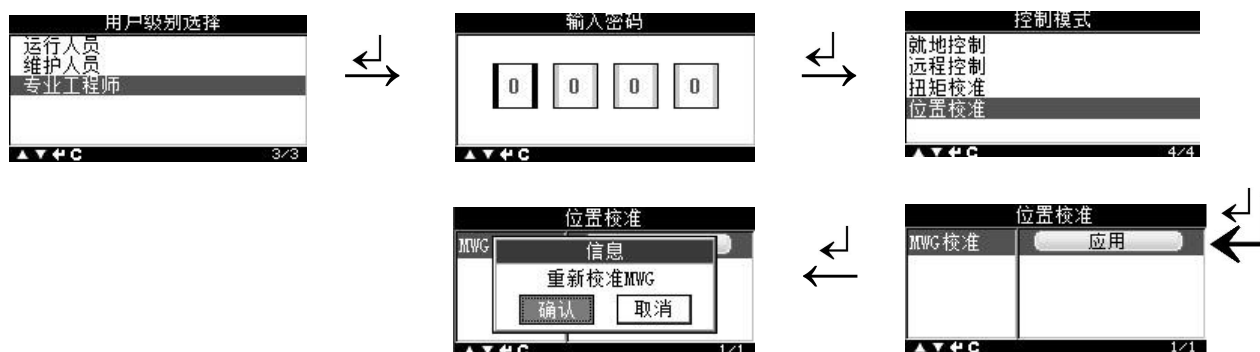 用户级别选择
运行人员
维护人员
专业工程师
▲▼↵C 3/3
输入密码
0 0 0 0
▲▼↵C
控制模式
就地控制
远程控制
扭矩校准
位置校准
▲▼↵C 4/4
位置校准
MWG
信息
重新校准MWG
确认 取消
▲▼↵C 1/1
位置校准
MWG校准 应用
▲▼↵C 1/1